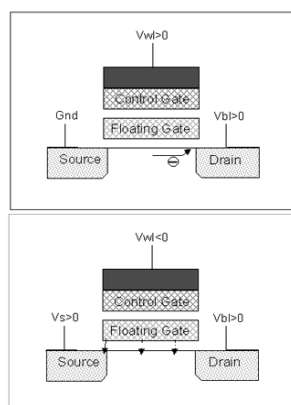 Vwl>0
Control Gate
Gnd
Floating Gate
Vbl>0
Source
Drain
Vwl<0
Control Gate
Vs>0
Floating Gate
Vbl>0
Source
Drain